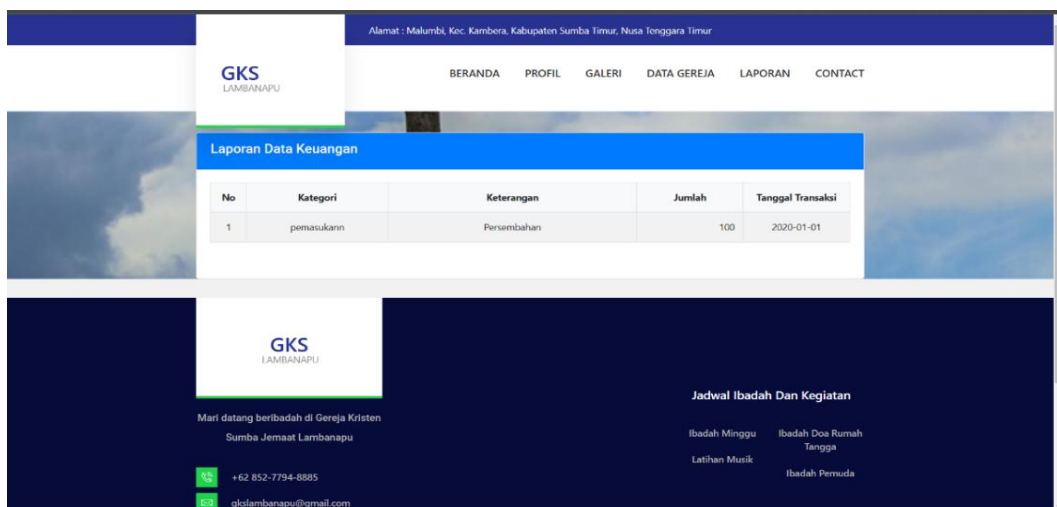 Alamat : Malumbi, Kec. Kambera, Kabupaten Sumba Timur, Nusa Tenggara Timur
GKS
LAMBANAPU
BERANDA PROFIL GALERI DATA GEREJA LAPORAN CONTACT
Laporan Data Keuangan
No Kategori Keterangan Jumlah Tanggal Transaksi
1 pemasukann Persembahan 100 2020-01-01
GKS
LAMBANAPU
Mari datang beribadah di Gereja Kristen
Sumba Jemaat Lambanapu
+62 852-7794-8885
gkslambanapu@gmail.com
Jadwal Ibadah Dan Kegiatan
Ibadah Minggu
Latihan Musik
Ibadah Doa Rumah
Tangga
Ibadah Pemuda